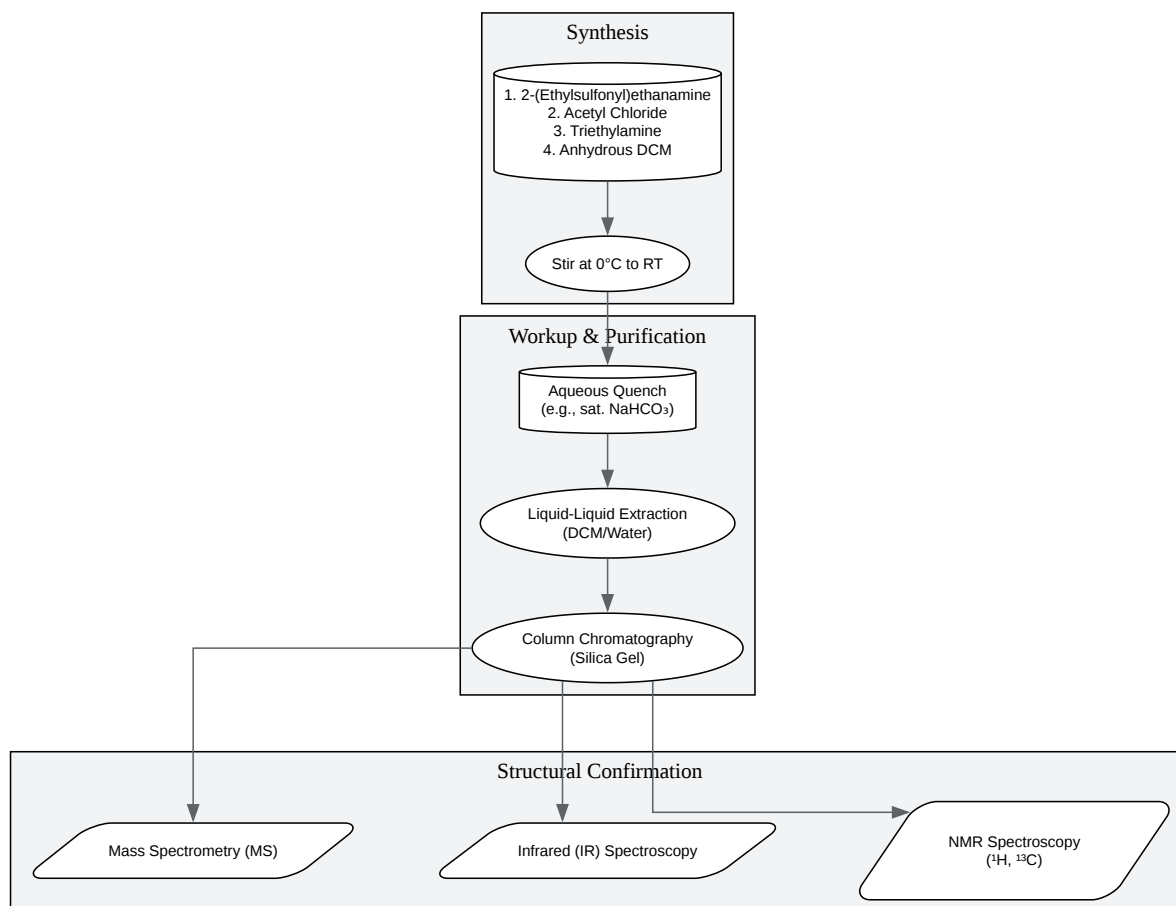 Synthesis
1. 2-(Ethylsulfonyl)ethanamine
2. Acetyl Chloride
3. Triethylamine
4. Anhydrous DCM
Stir at 0°C to RT
Workup & Purification
Aqueous Quench
(e.g., sat. NaHCO₃)
Liquid-Liquid Extraction
(DCM/Water)
Column Chromatography
(Silica Gel)
Structural Confirmation
Mass Spectrometry (MS)
Infrared (IR) Spectroscopy
NMR Spectroscopy
(¹H, ¹³C)